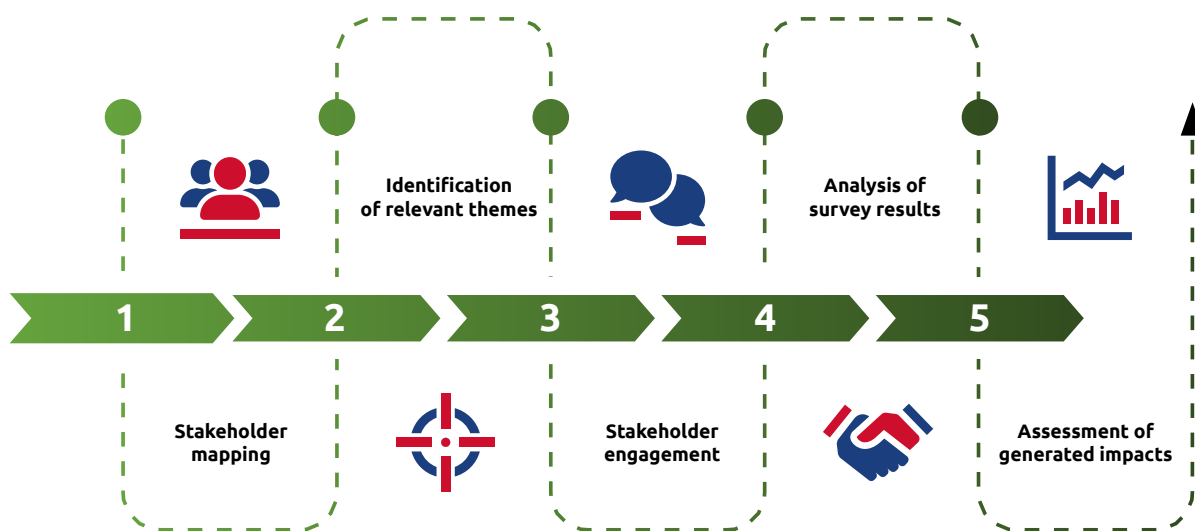 Identification
of relevant themes
Analysis of
survey results
1
2
3
4
5
Stakeholder
mapping
Stakeholder
engagement
Assessment of
generated impacts